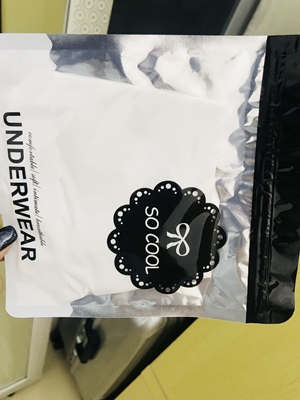 SO COOL
comfortable / soft / intimate / breathable
UNDERWEAR